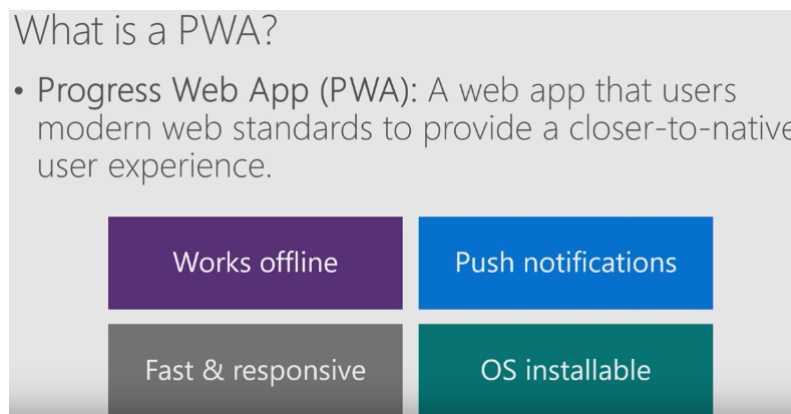 What is a PWA?
• Progress Web App (PWA): A web app that users
modern web standards to provide a closer-to-native
user experience.
Works offline
Push notifications
Fast & responsive
OS installable